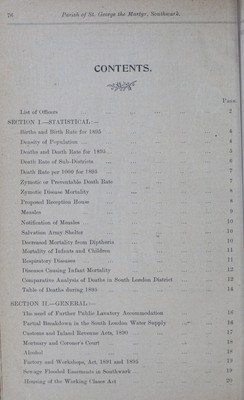 76 Parish of St. George the Martyr, Southwark.
CONTENTS.
PAGE
List of Officers ... 2
SECTION I.—STATISTICAL.—
Births and Birth Rate for 1895 ... 4
Density of Population ... 4
Deaths and Death Rate for 1895 ... 5
Death Rate of Sub-Districts ... 6
Death Rate per 1000 for 1895 ... 7
Zymotic or Preventable Death Rate ... 7
Zymotic Disease Mortality ... 8
Proposed Reception House ... 8
Measles ... 9
Notification of Measles ... 10
Salvation Army Shelter ... 10
Decreased Mortality from Diptheria ... 10
Mortality of Infants and Children ... 11
Respiratory Diseases ... 11
Diseases Causing Infant Mortality ... 12
Comparative Analysis of Deaths in South London District ... 12
Table of Deaths during 1895 ... 14
SECTION II.—GENERAL.—
The need of Further Public Lavatory Accommodation ... 16
Partial Breakdown in the South London Water Supply ... 16
Customs and Inland Revenue Acts, 1890 ... 17
Mortuary and Coroner's Court ... 18
Alcohol ... 18
Factory and Workshops, Act, 1891 and 1895 ... 19
Sewage Flooded Basements in Southwark ... 19
Housing of the Working Class Act ... 20